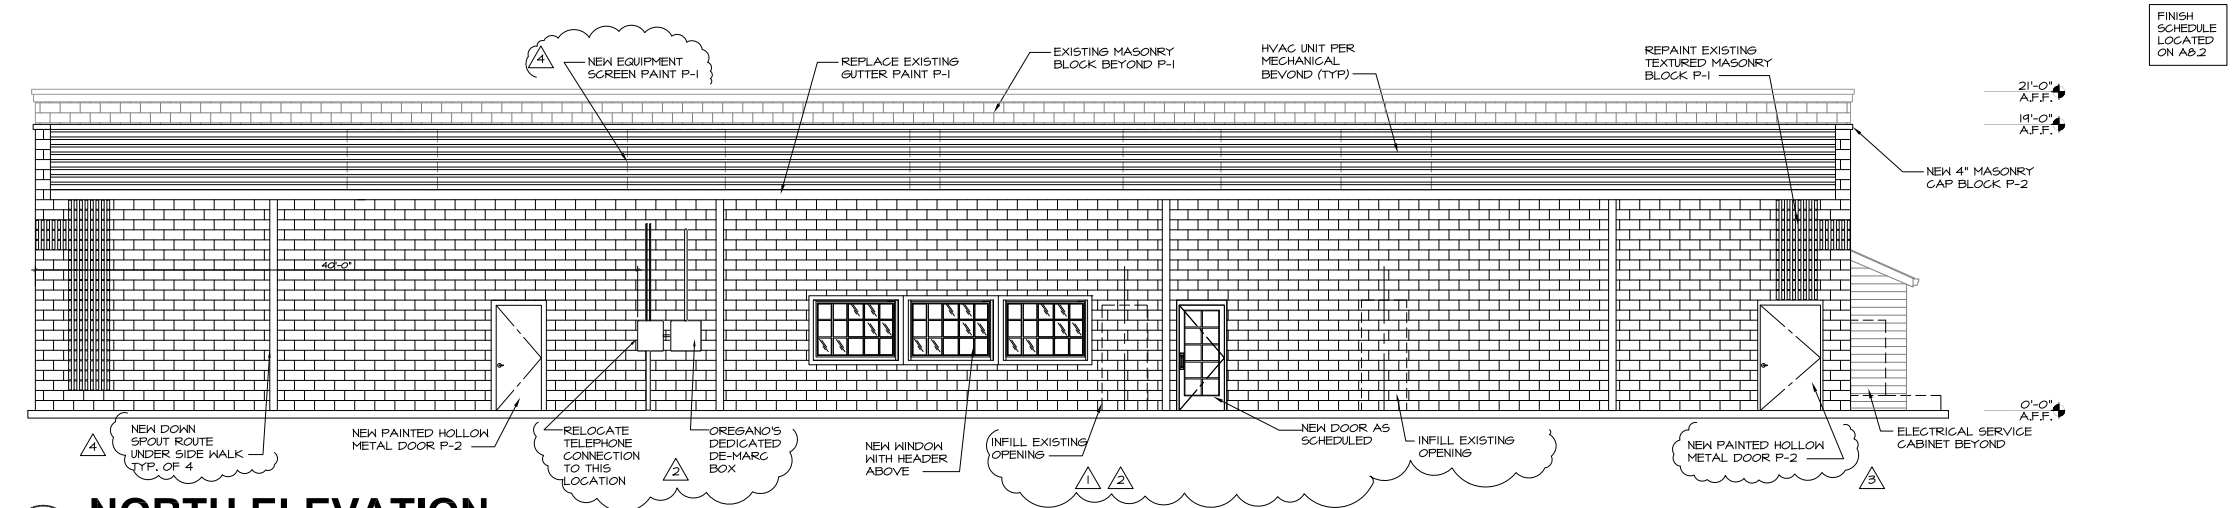 FINISH
SCHEDULE
LOCATED
ON A8.2
4
NEW EQUIPMENT
SCREEN PAINT P-1
REPLACE EXISTING
GUTTER PAINT P-1
EXISTING MASONRY
BLOCK BEYOND P-1
HVAC UNIT PER
MECHANICAL
BEVOND (TYP)
REPAINT EXISTING
TEXTURED MASONRY
BLOCK P-1
21'-0"
A.F.F.
19'-0"
A.F.F.
NEW 4" MASONRY
CAP BLOCK P-2
40'-0"
0'-0"
A.F.F.
4
NEW DOWN
SPOUT ROUTE
UNDER SIDE WALK
TYP. OF 4
NEW PAINTED HOLLOW
METAL DOOR P-2
RELOCATE
TELEPHONE
CONNECTION
TO THIS
LOCATION
2
OREGANO'S
DEDICATED
DE-MARC
BOX
NEW WINDOW
WITH HEADER
ABOVE
INFILL EXISTING
OPENING
1
2
NEW DOOR AS
SCHEDULED
INFILL EXISTING
OPENING
NEW PAINTED HOLLOW
METAL DOOR P-2
3
ELECTRICAL SERVICE
CABINET BEYOND
NORTH ELEVATION